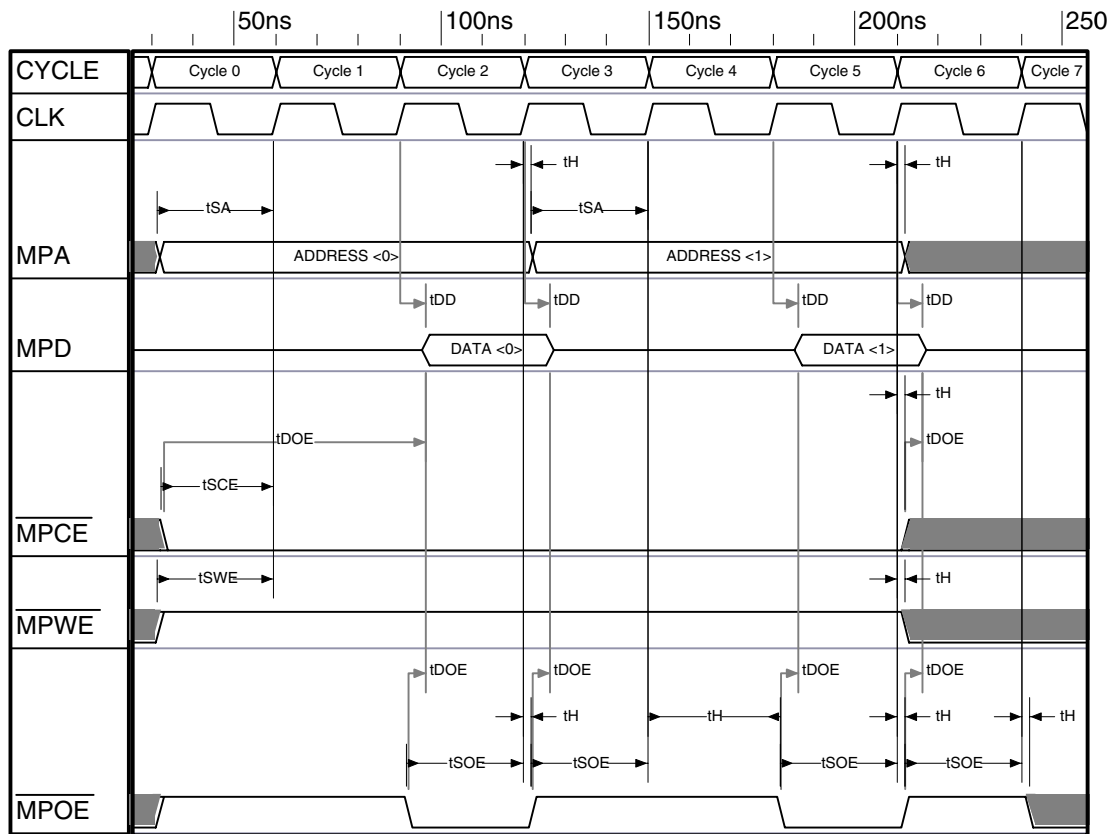 50ns 100ns 150ns 200ns 250
CYCLE Cycle 0 Cycle 1 Cycle 2 Cycle 3 Cycle 4 Cycle 5 Cycle 6 Cycle 7
CLK
tH tH
tSA tSA
MPA ADDRESS <0> ADDRESS <1>
tDD tDD tDD tDD
MPD DATA <0> DATA <1>
tH
tDOE tDOE
tSCE
MPCE
tSWE tH
MPWE
tDOE tDOE tDOE tDOE
tH tH tH tH
tSOE tSOE tSOE tSOE
MPOE